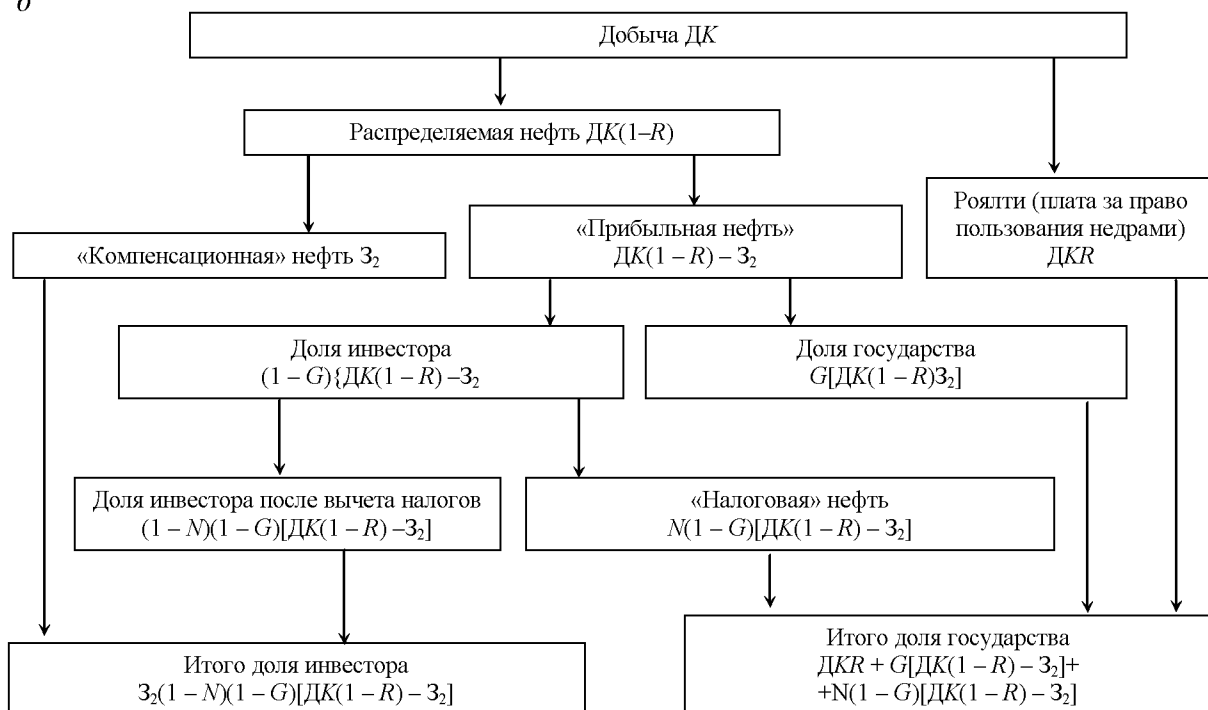 б
Добыча ДK
Распределяемая нефть ДK(1–R)
Роялти (плата за право
пользования недрами)
ДKR
«Прибыльная нефть»
ДK(1 – R) – З₂
«Компенсационная» нефть З₂
Доля инвестора
(1 – G){ДK(1 – R) –З₂
Доля государства
G[ДK(1 – R)З₂]
Доля инвестора после вычета налогов
(1 – N)(1 – G)[ДK(1 – R) –З₂]
«Налоговая» нефть
N(1 – G)[ДK(1 – R) – З₂]
Итого доля инвестора
З₂(1 – N)(1 – G)[ДK(1 – R) – З₂]
Итого доля государства
ДKR + G[ДK(1 – R) – З₂]+
+N(1 – G)[ДK(1 – R) – З₂]